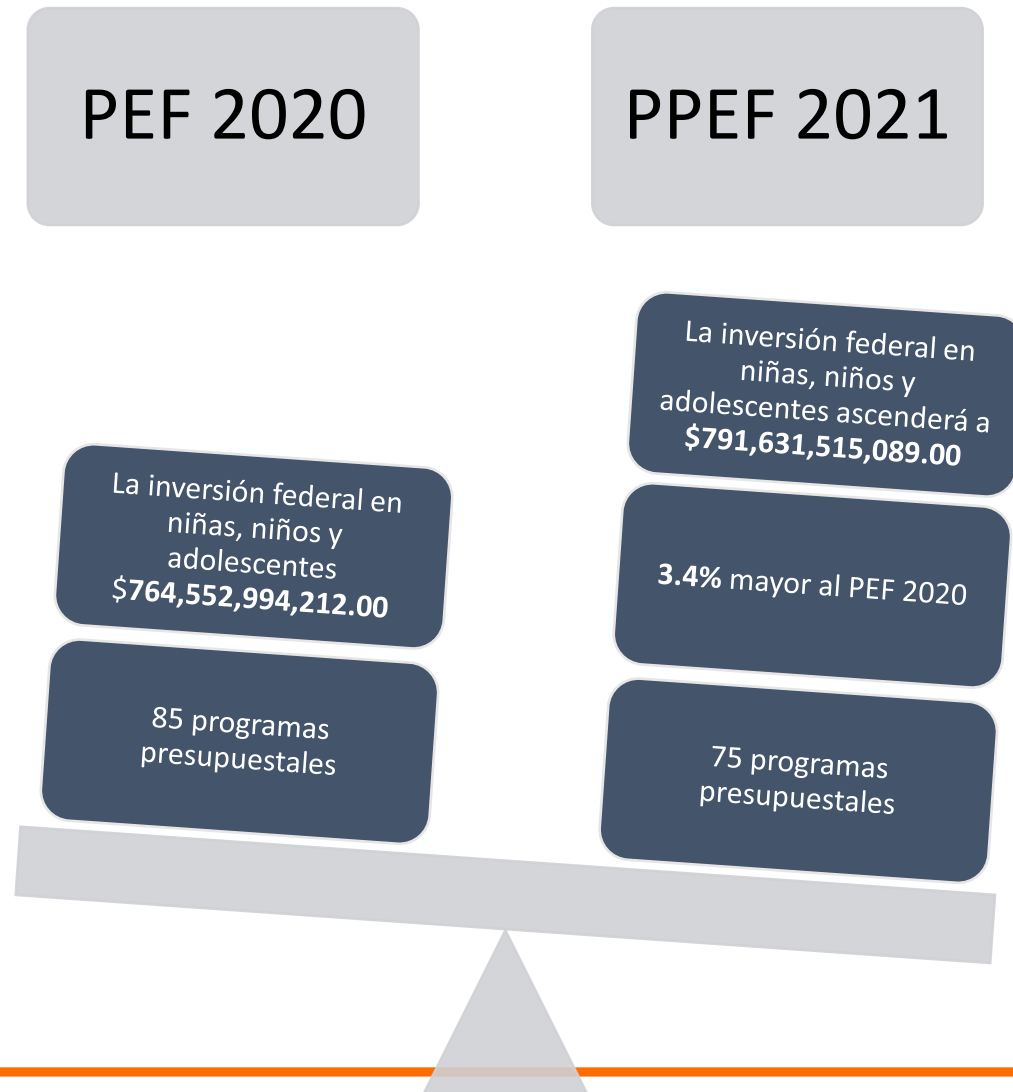 PEF 2020
PPEF 2021
La inversión federal en
niñas, niños y
adolescentes
$764,552,994,212.00
85 programas
presupuestales
La inversión federal en
niñas, niños y
adolescentes ascenderá a
$791,631,515,089.00
3.4% mayor al PEF 2020
75 programas
presupuestales